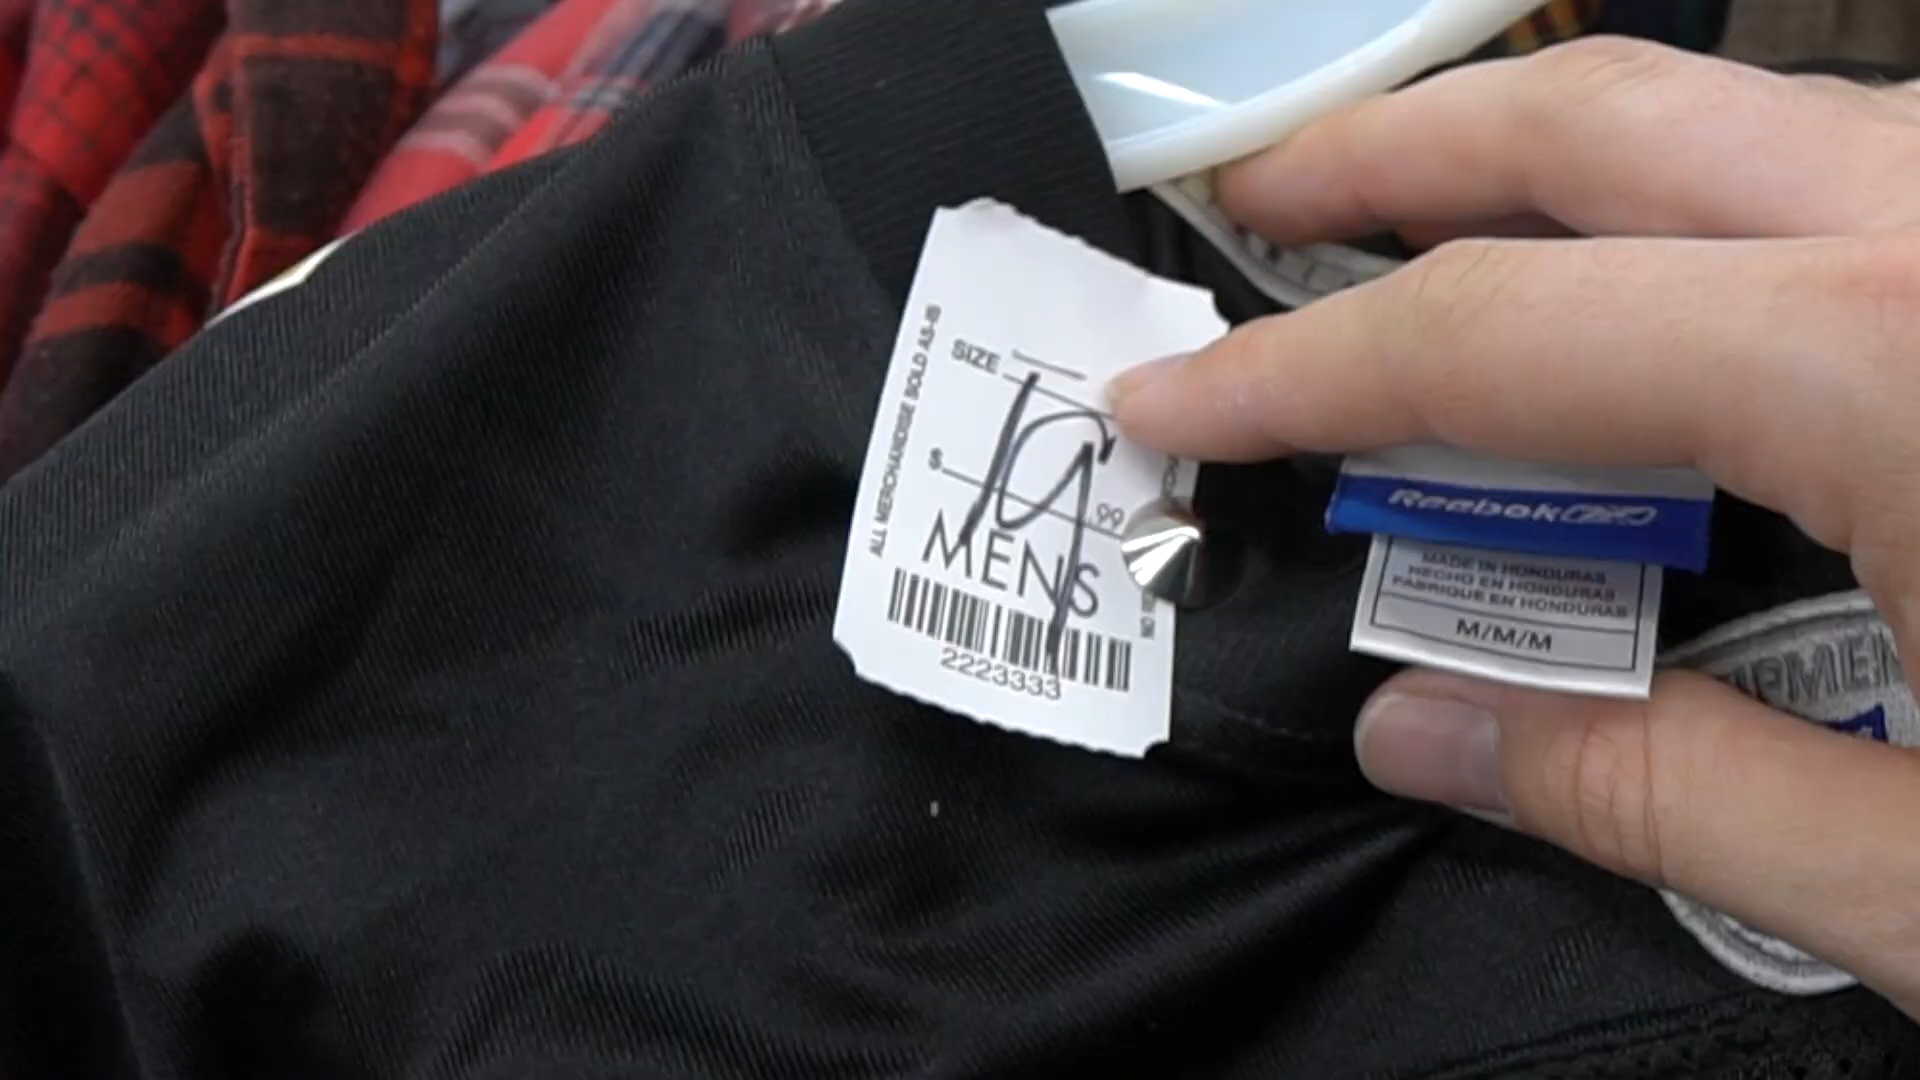 ALL MERCHANDISE SOLD AS-IS
SIZE
$ 19 .99
MENS
2223333
Reebok
MADE IN HONDURAS
HECHO EN HONDURAS
FABRIQUE EN HONDURAS
M/M/M